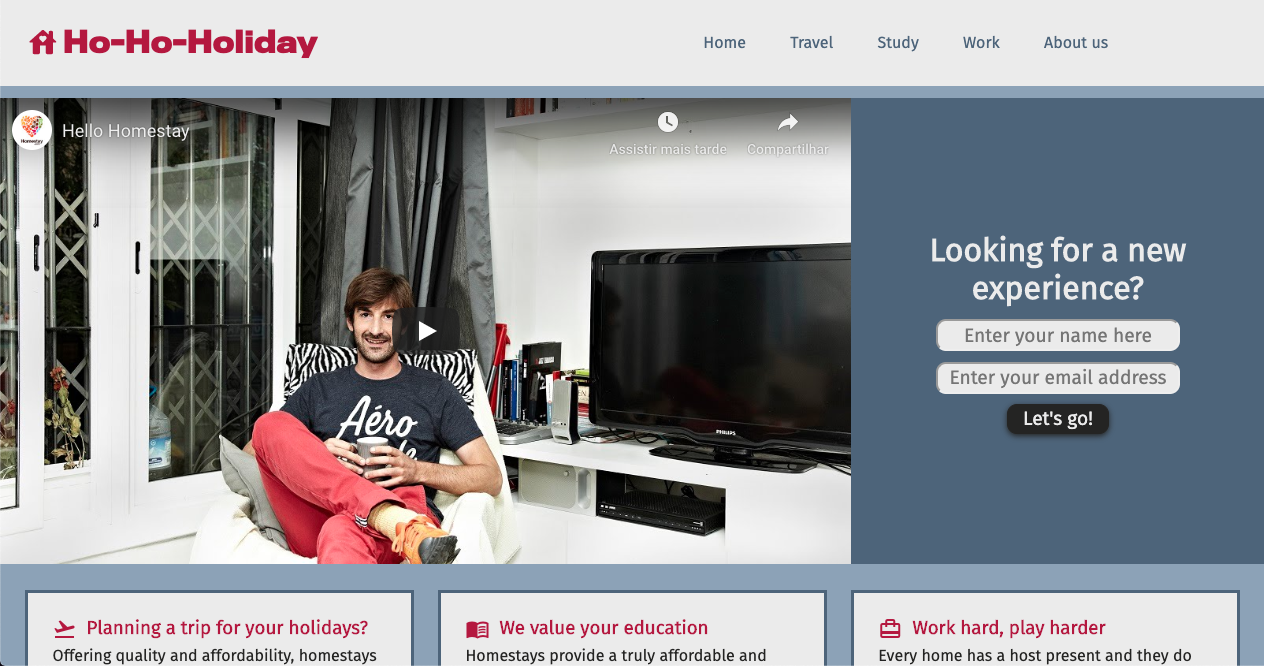 Ho-Ho-Holiday
Home Travel Study Work About us
Homestay
Hello Homestay
Assistir mais tarde
Compartilhar
Aéro
PHILIPS
Looking for a new
experience?
Enter your name here
Enter your email address
Let's go!
Planning a trip for your holidays?
Offering quality and affordability, homestays
We value your education
Homestays provide a truly affordable and
Work hard, play harder
Every home has a host present and they do